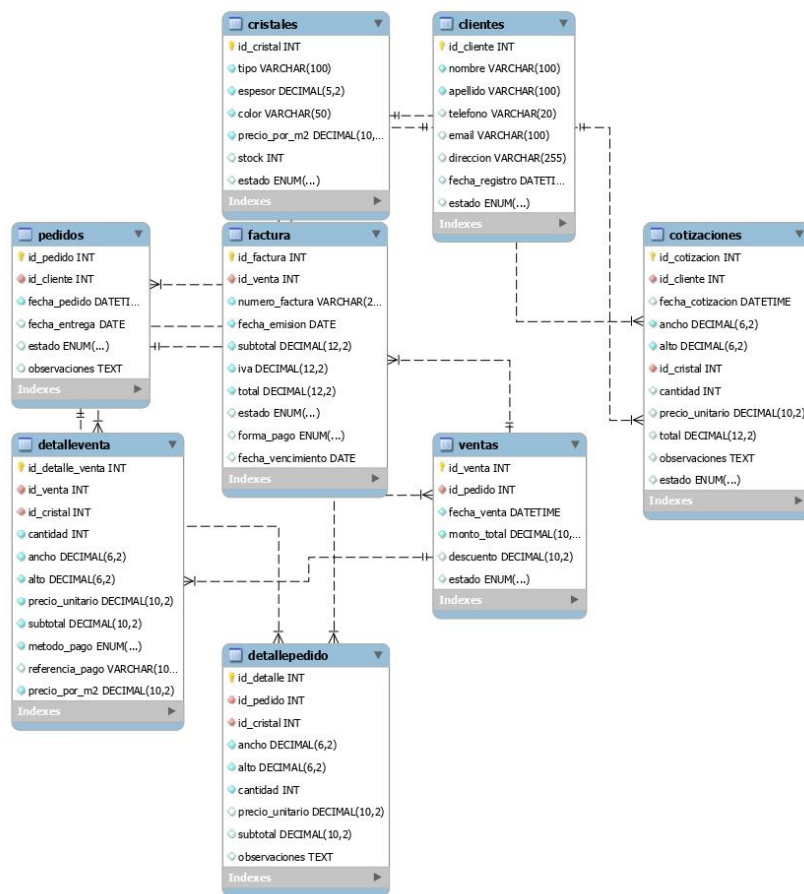 cristales
id_cristal INT
tipo VARCHAR(100)
espesor DECIMAL(5,2)
color VARCHAR(50)
precio_por_m2 DECIMAL(10,...
stock INT
estado ENUM(...)
Indexes
clientes
id_cliente INT
nombre VARCHAR(100)
apellido VARCHAR(100)
telefono VARCHAR(20)
email VARCHAR(100)
direccion VARCHAR(255)
fecha_registro DATETI...
estado ENUM(...)
Indexes
pedidos
id_pedido INT
id_cliente INT
fecha_pedido DATETI...
fecha_entrega DATE
estado ENUM(...)
observaciones TEXT
Indexes
factura
id_factura INT
id_venta INT
numero_factura VARCHAR(2...
fecha_emision DATE
subtotal DECIMAL(12,2)
iva DECIMAL(12,2)
total DECIMAL(12,2)
estado ENUM(...)
forma_pago ENUM(...)
fecha_vencimiento DATE
cotizaciones
id_cotizacion INT
id_cliente INT
fecha_cotizacion DATETIME
ancho DECIMAL(6,2)
alto DECIMAL(6,2)
id_cristal INT
cantidad INT
precio_unitario DECIMAL(10,2)
total DECIMAL(12,2)
observaciones TEXT
estado ENUM(...)
Indexes
detalleventa
id_detalle_venta INT
id_venta INT
id_cristal INT
cantidad INT
ancho DECIMAL(6,2)
alto DECIMAL(6,2)
precio_unitario DECIMAL(10,2)
subtotal DECIMAL(10,2)
metodo_pago ENUM(...)
referencia_pago VARCHAR(10...
precio_por_m2 DECIMAL(10,2)
Indexes
Indexes
ventas
id_venta INT
id_pedido INT
fecha_venta DATETIME
monto_total DECIMAL(10,...
descuento DECIMAL(10,2)
estado ENUM(...)
Indexes
detallepedido
id_detalle INT
id_pedido INT
id_cristal INT
ancho DECIMAL(6,2)
alto DECIMAL(6,2)
cantidad INT
precio_unitario DECIMAL(10,2)
subtotal DECIMAL(10,2)
observaciones TEXT
Indexes